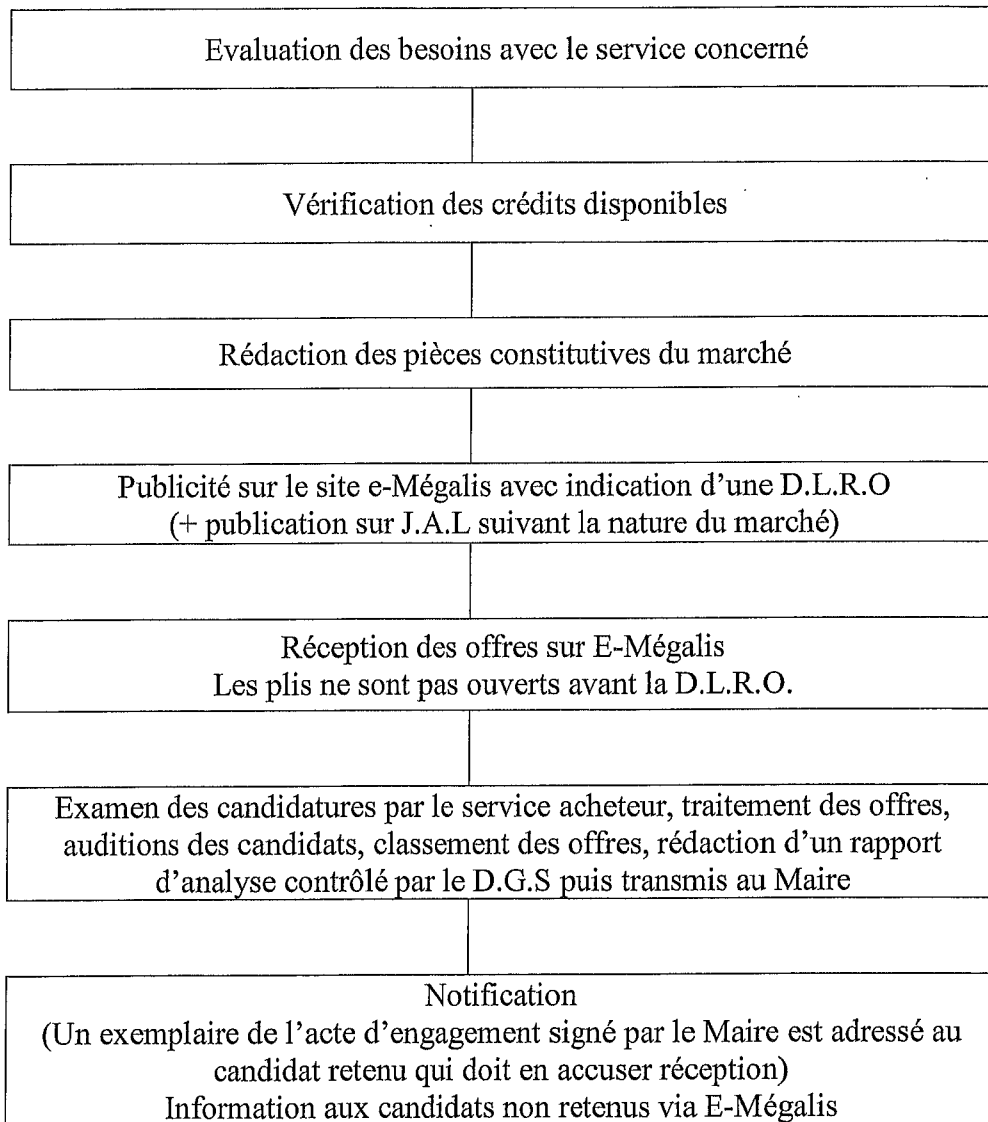 Evaluation des besoins avec le service concerné
Vérification des crédits disponibles
Rédaction des pièces constitutives du marché
Publicité sur le site e-Mégalis avec indication d'une D.L.R.O
(+ publication sur J.A.L suivant la nature du marché)
Réception des offres sur E-Mégalis
Les plis ne sont pas ouverts avant la D.L.R.O.
Examen des candidatures par le service acheteur, traitement des offres,
auditions des candidats, classement des offres, rédaction d'un rapport
d'analyse contrôlé par le D.G.S puis transmis au Maire
Notification
(Un exemplaire de l'acte d'engagement signé par le Maire est adressé au
candidat retenu qui doit en accuser réception)
Information aux candidats non retenus via E-Mégalis